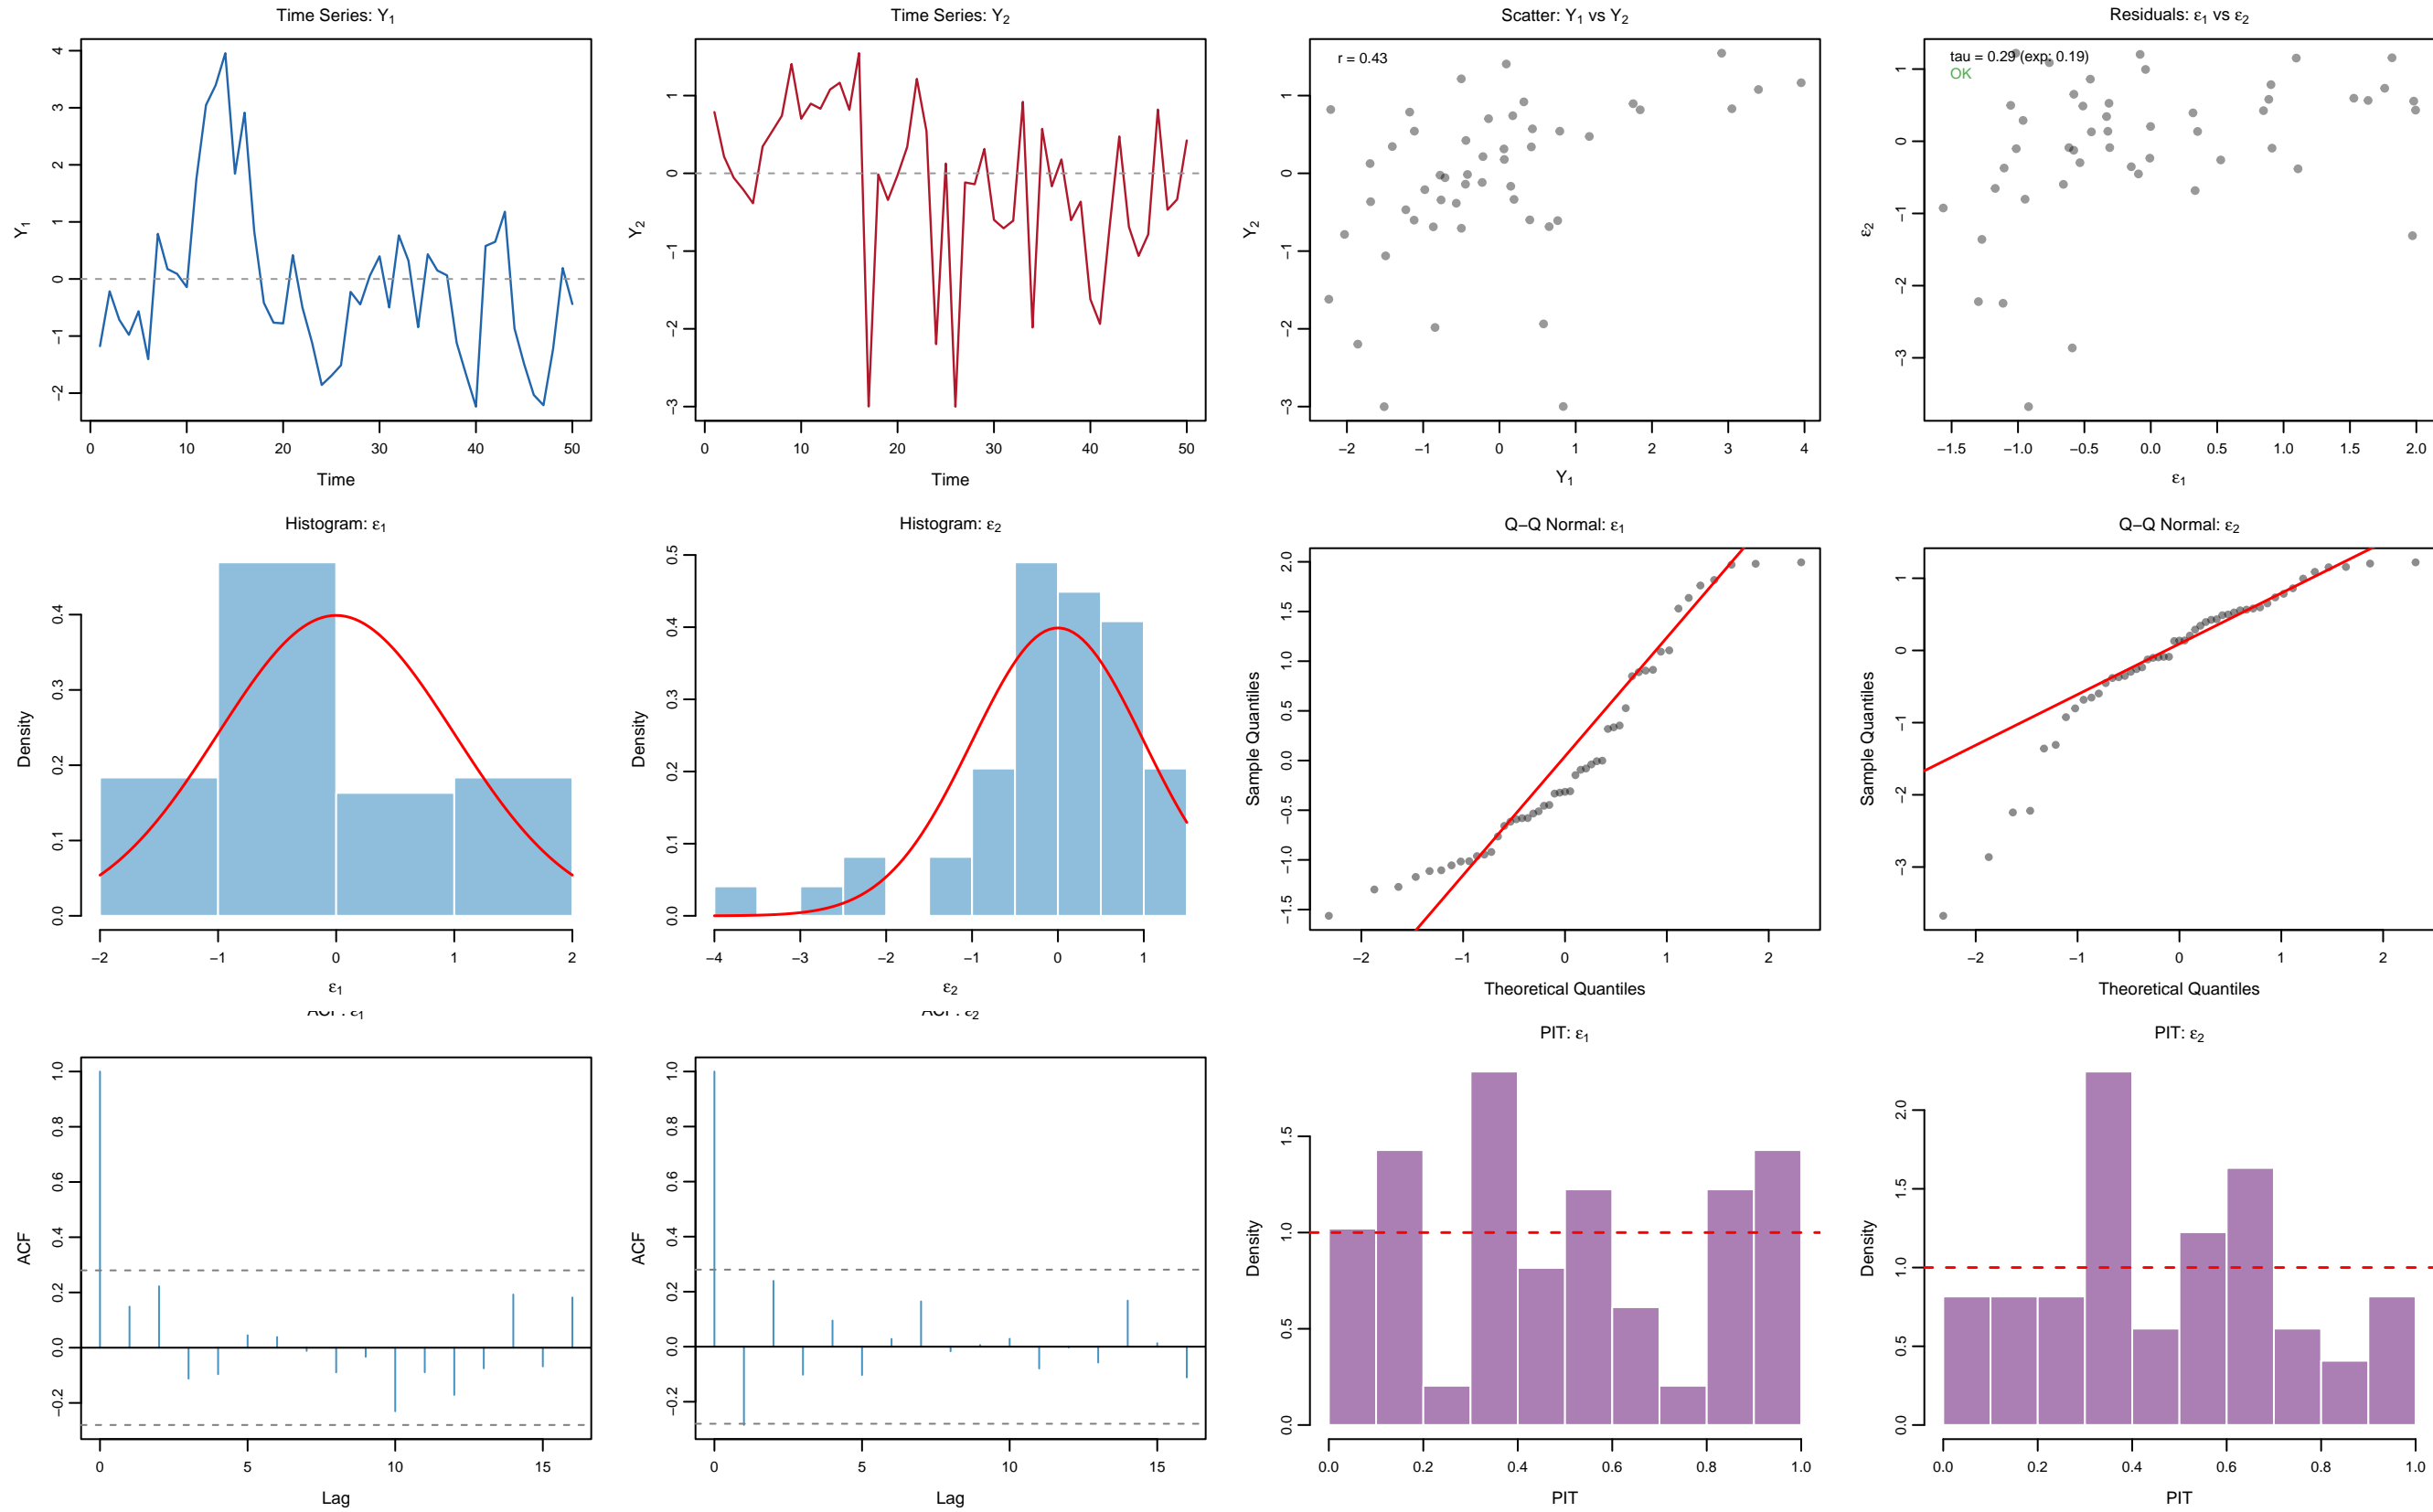 Time Series: Y1
4
3
2
1
0
−1
−2
Y1
0 10 20 30 40 50
Time
Time Series: Y2
1
0
−1
−2
−3
Y2
0 10 20 30 40 50
Time
Scatter: Y1 vs Y2
r = 0.43
1
0
−1
−2
−3
Y2
−2 −1 0 1 2 3 4
Y1
Residuals: ε1 vs ε2
tau = 0.29 (exp: 0.19)
OK
1
0
−1
−2
−3
ε2
−1.5 −1.0 −0.5 0.0 0.5 1.0 1.5 2.0
ε1
Histogram: ε1
0.4
0.3
0.2
0.1
0.0
Density
−2 −1 0 1 2
ε1
Histogram: ε2
0.5
0.4
0.3
0.2
0.1
0.0
Density
−4 −3 −2 −1 0 1
ε2
Q−Q Normal: ε1
2.0
1.5
1.0
0.5
0.0
−0.5
−1.0
−1.5
Sample Quantiles
−2 −1 0 1 2
Theoretical Quantiles
Q−Q Normal: ε2
1
0
−1
−2
−3
Sample Quantiles
−2 −1 0 1 2
Theoretical Quantiles
ACF: ε1
1.0
0.8
0.6
0.4
0.2
0.0
−0.2
ACF
0 5 10 15
Lag
ACF: ε2
1.0
0.8
0.6
0.4
0.2
0.0
−0.2
ACF
0 5 10 15
Lag
PIT: ε1
1.5
1.0
0.5
0.0
Density
0.0 0.2 0.4 0.6 0.8 1.0
PIT
PIT: ε2
2.0
1.5
1.0
0.5
0.0
Density
0.0 0.2 0.4 0.6 0.8 1.0
PIT